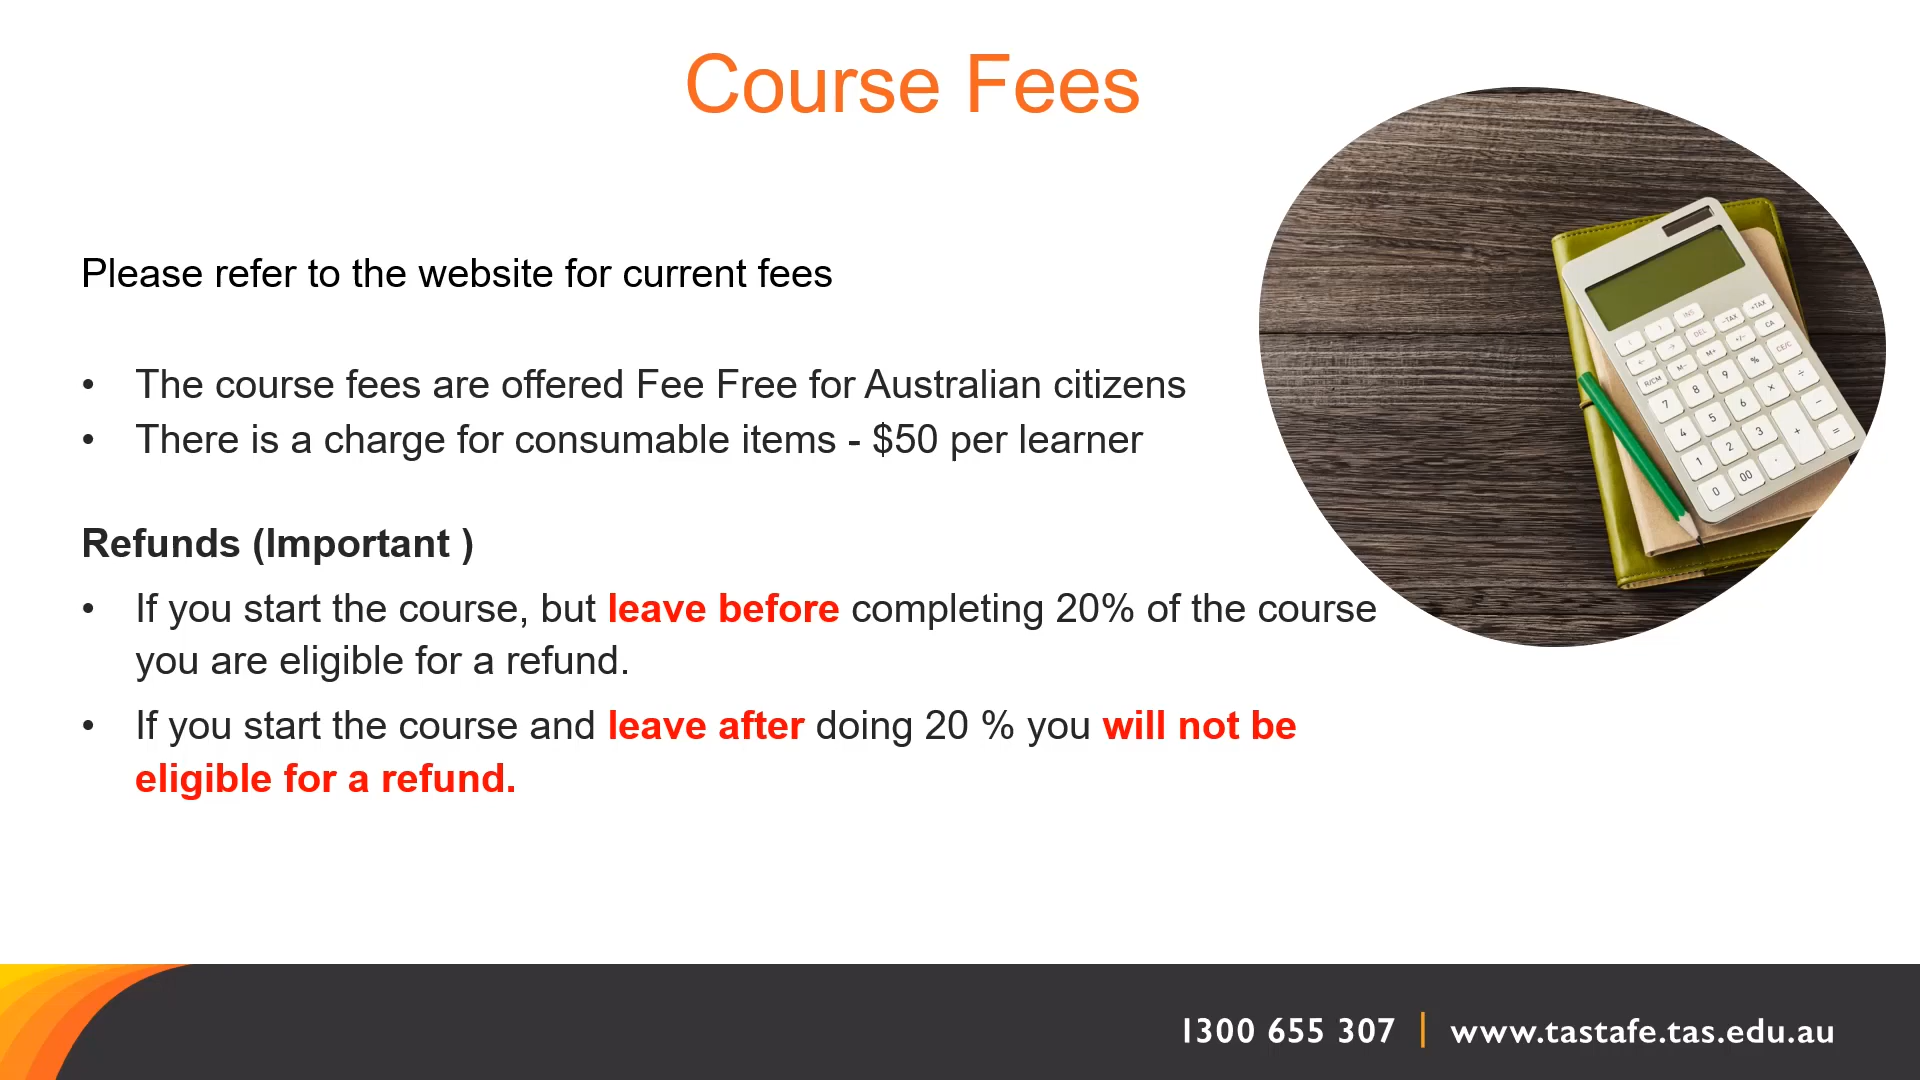 Course Fees
Please refer to the website for current fees
• The course fees are offered Fee Free for Australian citizens
• There is a charge for consumable items - $50 per learner
Refunds (Important )
• If you start the course, but leave before completing 20% of the course
you are eligible for a refund.
• If you start the course and leave after doing 20 % you will not be
eligible for a refund.
1300 655 307 | www.tastafe.tas.edu.au